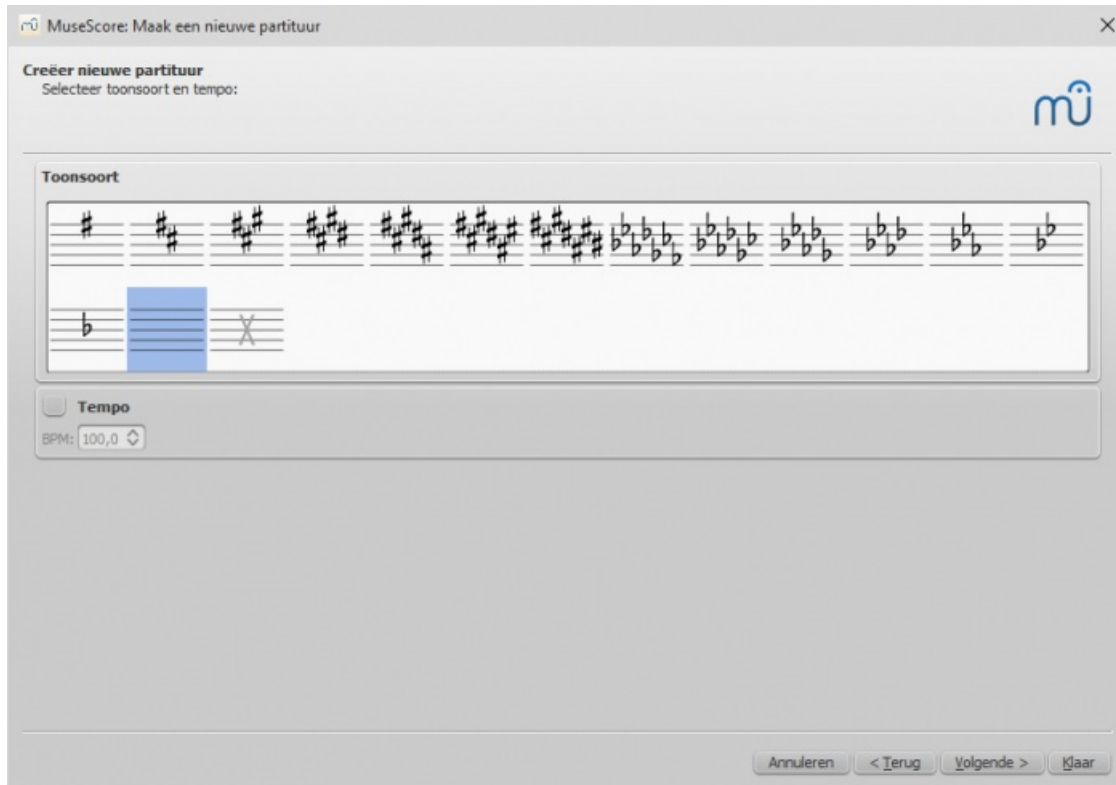 MuseScore: Maak een nieuwe partituur
Creëer nieuwe partituur
Selecteer toonsoort en tempo:
Toonsoort
Tempo
BPM: 100,0
Annuleren < Terug Volgende > Klaar